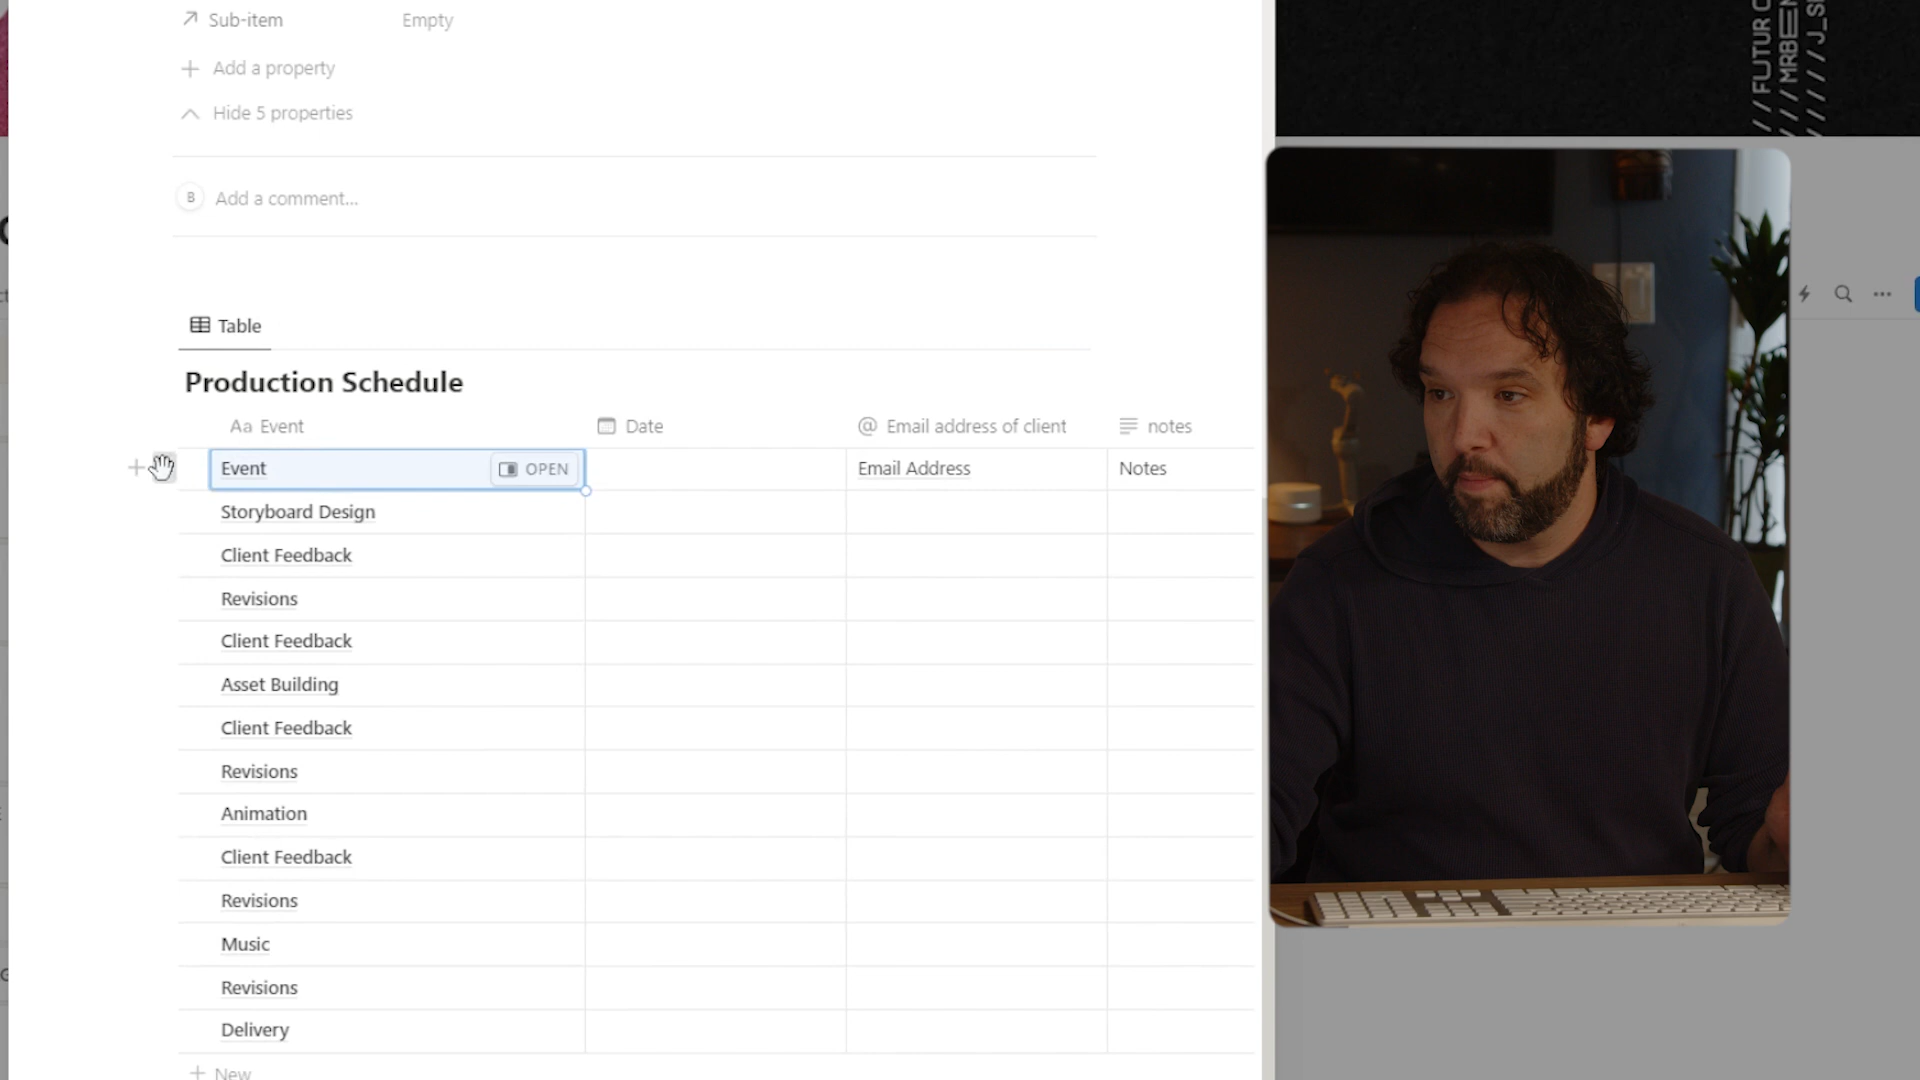 Sub-item Empty
Add a property
Hide 5 properties
B Add a comment...
Table
Production Schedule
Aa Event Date @ Email address of client notes
Event OPEN Email Address Notes
Storyboard Design
Client Feedback
Revisions
Client Feedback
Asset Building
Client Feedback
Revisions
Animation
Client Feedback
Revisions
Music
Revisions
Delivery
+ New
// FUTUR